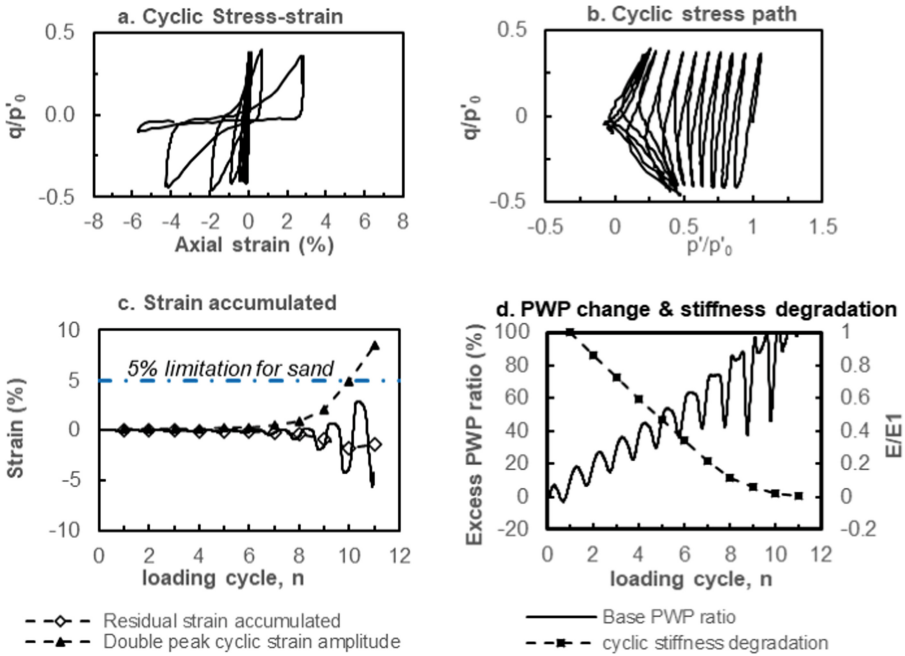 a. Cyclic Stress-strain
0.5
0.0
-0.5
q/p'0
-8 -6 -4 -2 0 2 4 6 8
Axial strain (%)
b. Cyclic stress path
0.5
0.0
-0.5
q/p'0
-0.5 0 0.5 1 1.5
p'/p'0
c. Strain accumulated
10
5
0
-5
-10
Strain (%)
5% limitation for sand
0 2 4 6 8 10 12
loading cycle, n
Residual strain accumulated
Double peak cyclic strain amplitude
d. PWP change & stiffness degradation
100
80
60
40
20
0
-20
Excess PWP ratio (%)
1
0.8
0.6
0.4
0.2
0
-0.2
E/E1
0 2 4 6 8 10 12
loading cycle, n
Base PWP ratio
cyclic stiffness degradation